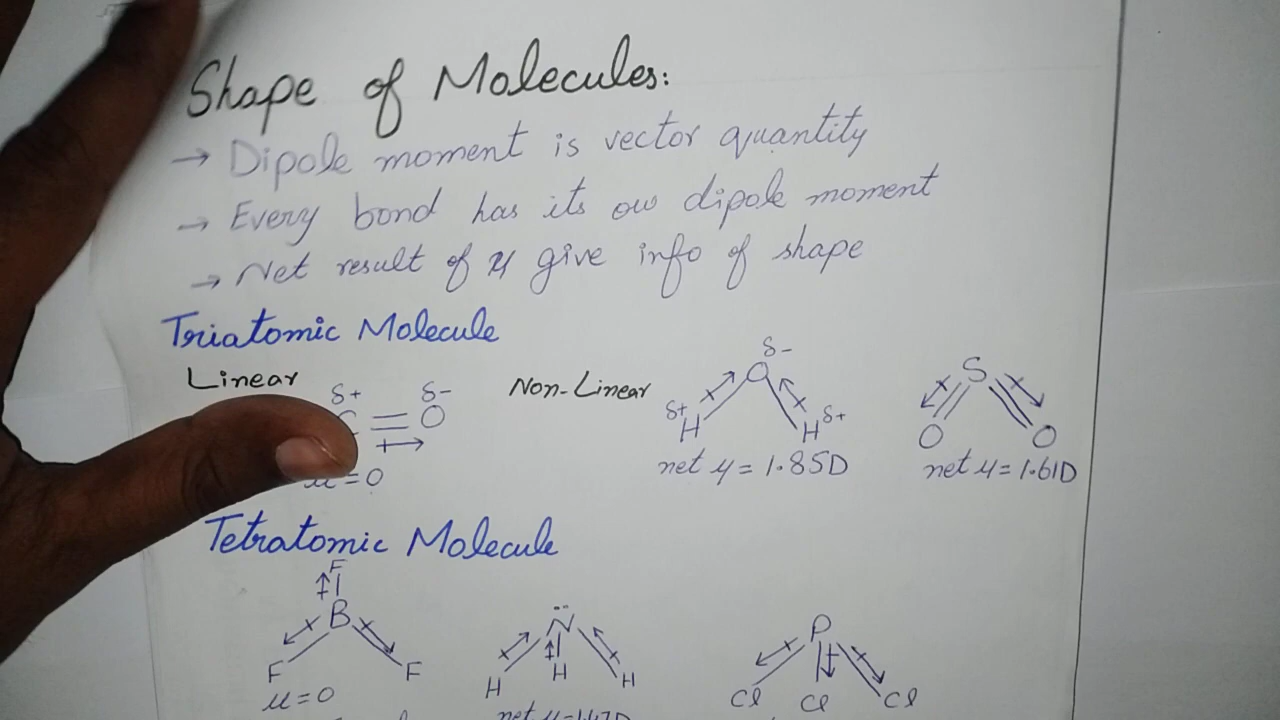 Shape of Molecules:
→ Dipole moment is vector quantity
→ Every bond has its ow dipole moment
→ Net result of μ give info of shape
Triatomic Molecule
Linear
δ+ δ-
= O
μ = 0
Non-Linear
δ-
O
δ+ H H δ+
net μ = 1.85D
S
O O
net μ = 1.61D
Tetratomic Molecule
F
B
F F
μ = 0
N
H H H
P
Cl Cl Cl